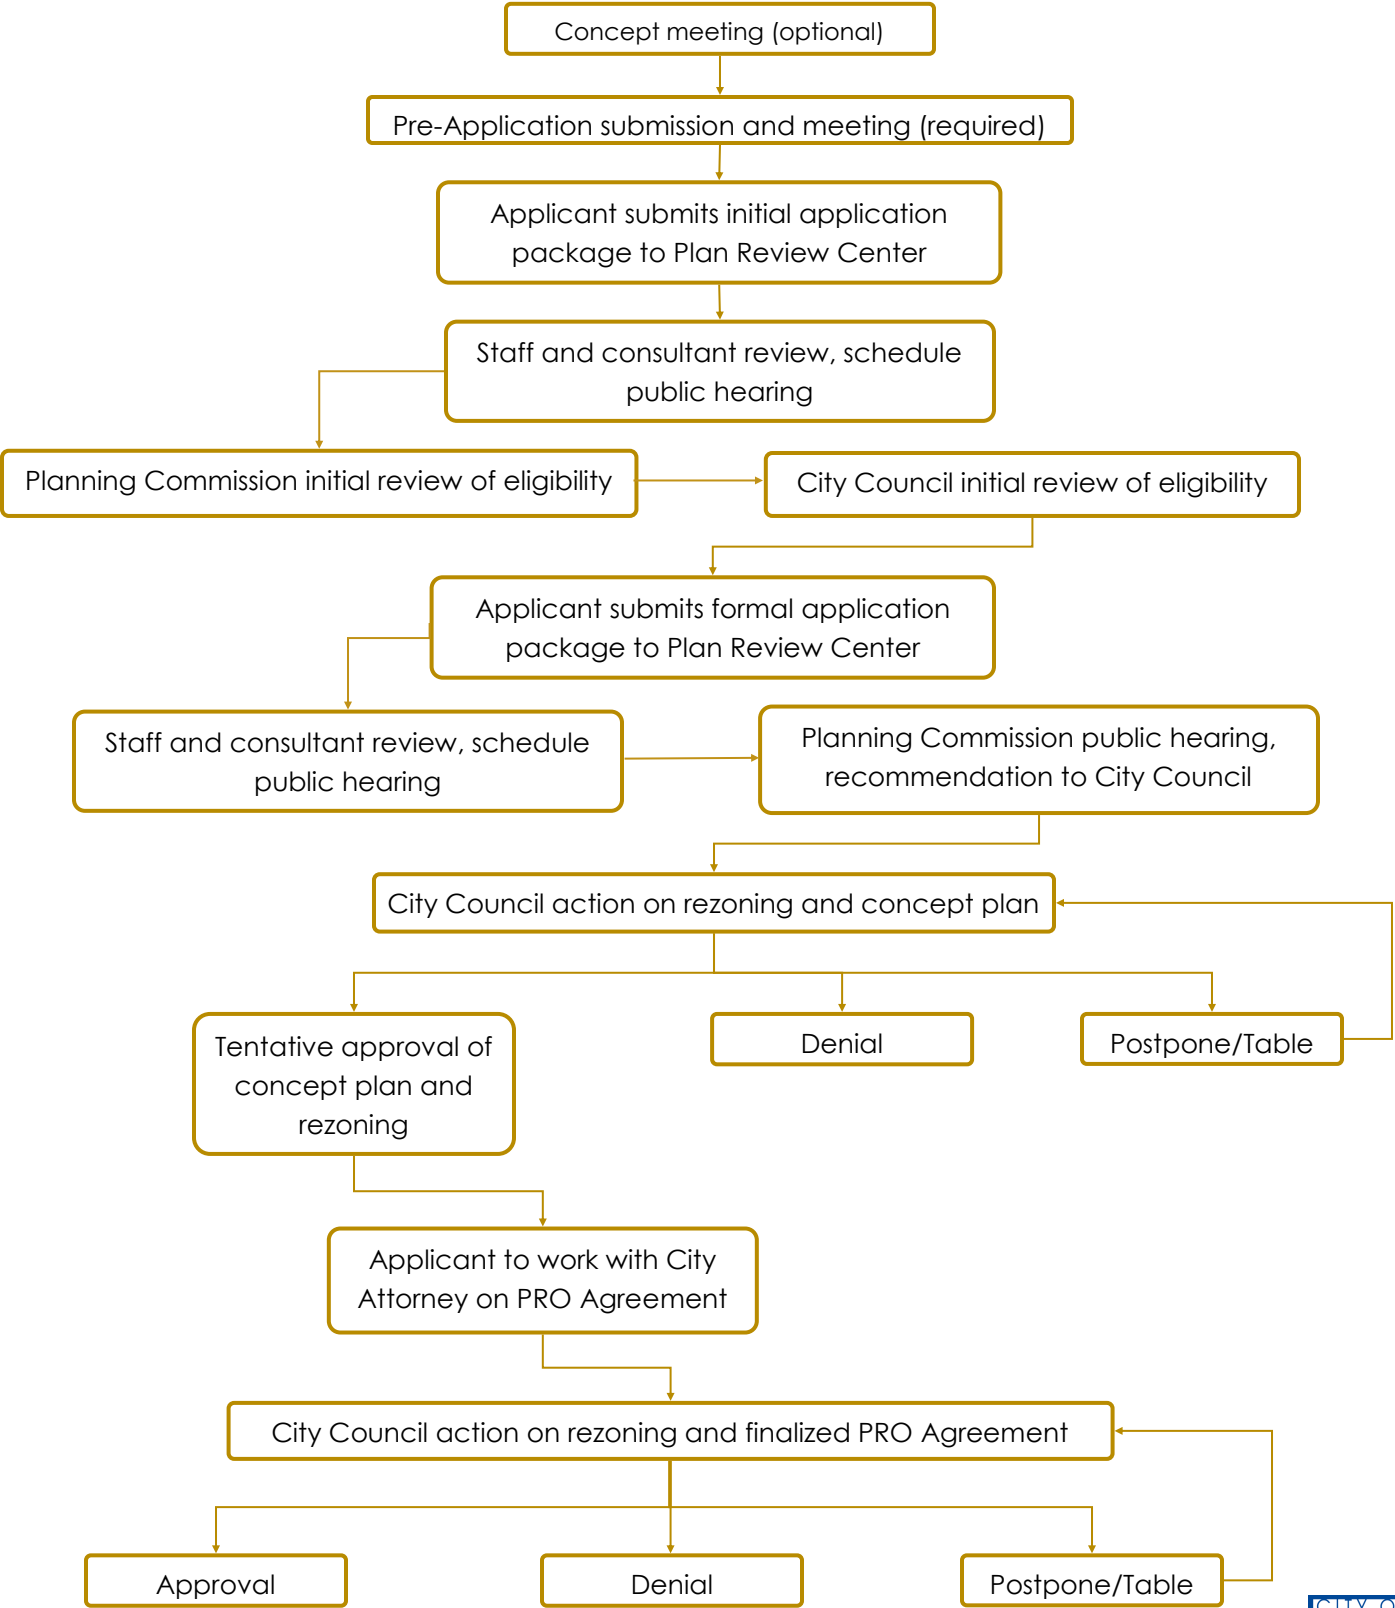 Concept meeting (optional)
Pre-Application submission and meeting (required)
Applicant submits initial application
package to Plan Review Center
Staff and consultant review, schedule
public hearing
Planning Commission initial review of eligibility
City Council initial review of eligibility
Applicant submits formal application
package to Plan Review Center
Staff and consultant review, schedule
public hearing
Planning Commission public hearing,
recommendation to City Council
City Council action on rezoning and concept plan
Tentative approval of
concept plan and
rezoning
Denial
Postpone/Table
Applicant to work with City
Attorney on PRO Agreement
City Council action on rezoning and finalized PRO Agreement
Approval
Denial
Postpone/Table
CITY O